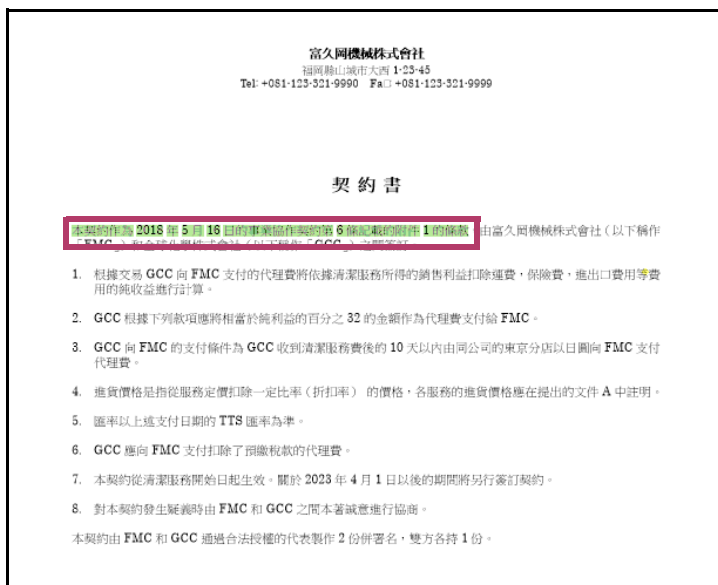 富久岡機械株式會社
福岡縣山城市大西 1-23-45
Tel: +081-123-321-9990 Fa□ +081-123-321-9999
契約書
本契約作為 2018 年 5 月 16 日的事業協作契約第 6 條記載的附件 1 的條款，由富久岡機械株式會社（以下稱作
「FMC」）和全球化學株式會社（以下稱作「GCC」）之間簽訂
1. 根據交易 GCC 向 FMC 支付的代理費將依據清潔服務所得的銷售利益扣除運費，保險費，進出口費用等費
用的純收益進行計算。
2. GCC 根據下列款項應將相當於純利益的百分之 32 的金額作為代理費支付給 FMC。
3. GCC 向 FMC 的支付條件為 GCC 收到清潔服務費後的 10 天以內由同公司的東京分店以日圓向 FMC 支付
代理費。
4. 進貨價格是指從服務定價扣除一定比率（折扣率） 的價格，各服務的進貨價格應在提出的文件 A 中註明。
5. 匯率以上述支付日期的 TTS 匯率為準。
6. GCC 應向 FMC 支付扣除了預繳稅款的代理費。
7. 本契約從清潔服務開始日起生效。關於 2023 年 4 月 1 日以後的期間將另行簽訂契約。
8. 對本契約發生疑義時由 FMC 和 GCC 之間本著誠意進行協商。
本契約由 FMC 和 GCC 通過合法授權的代表製作 2 份併署名，雙方各持 1 份。